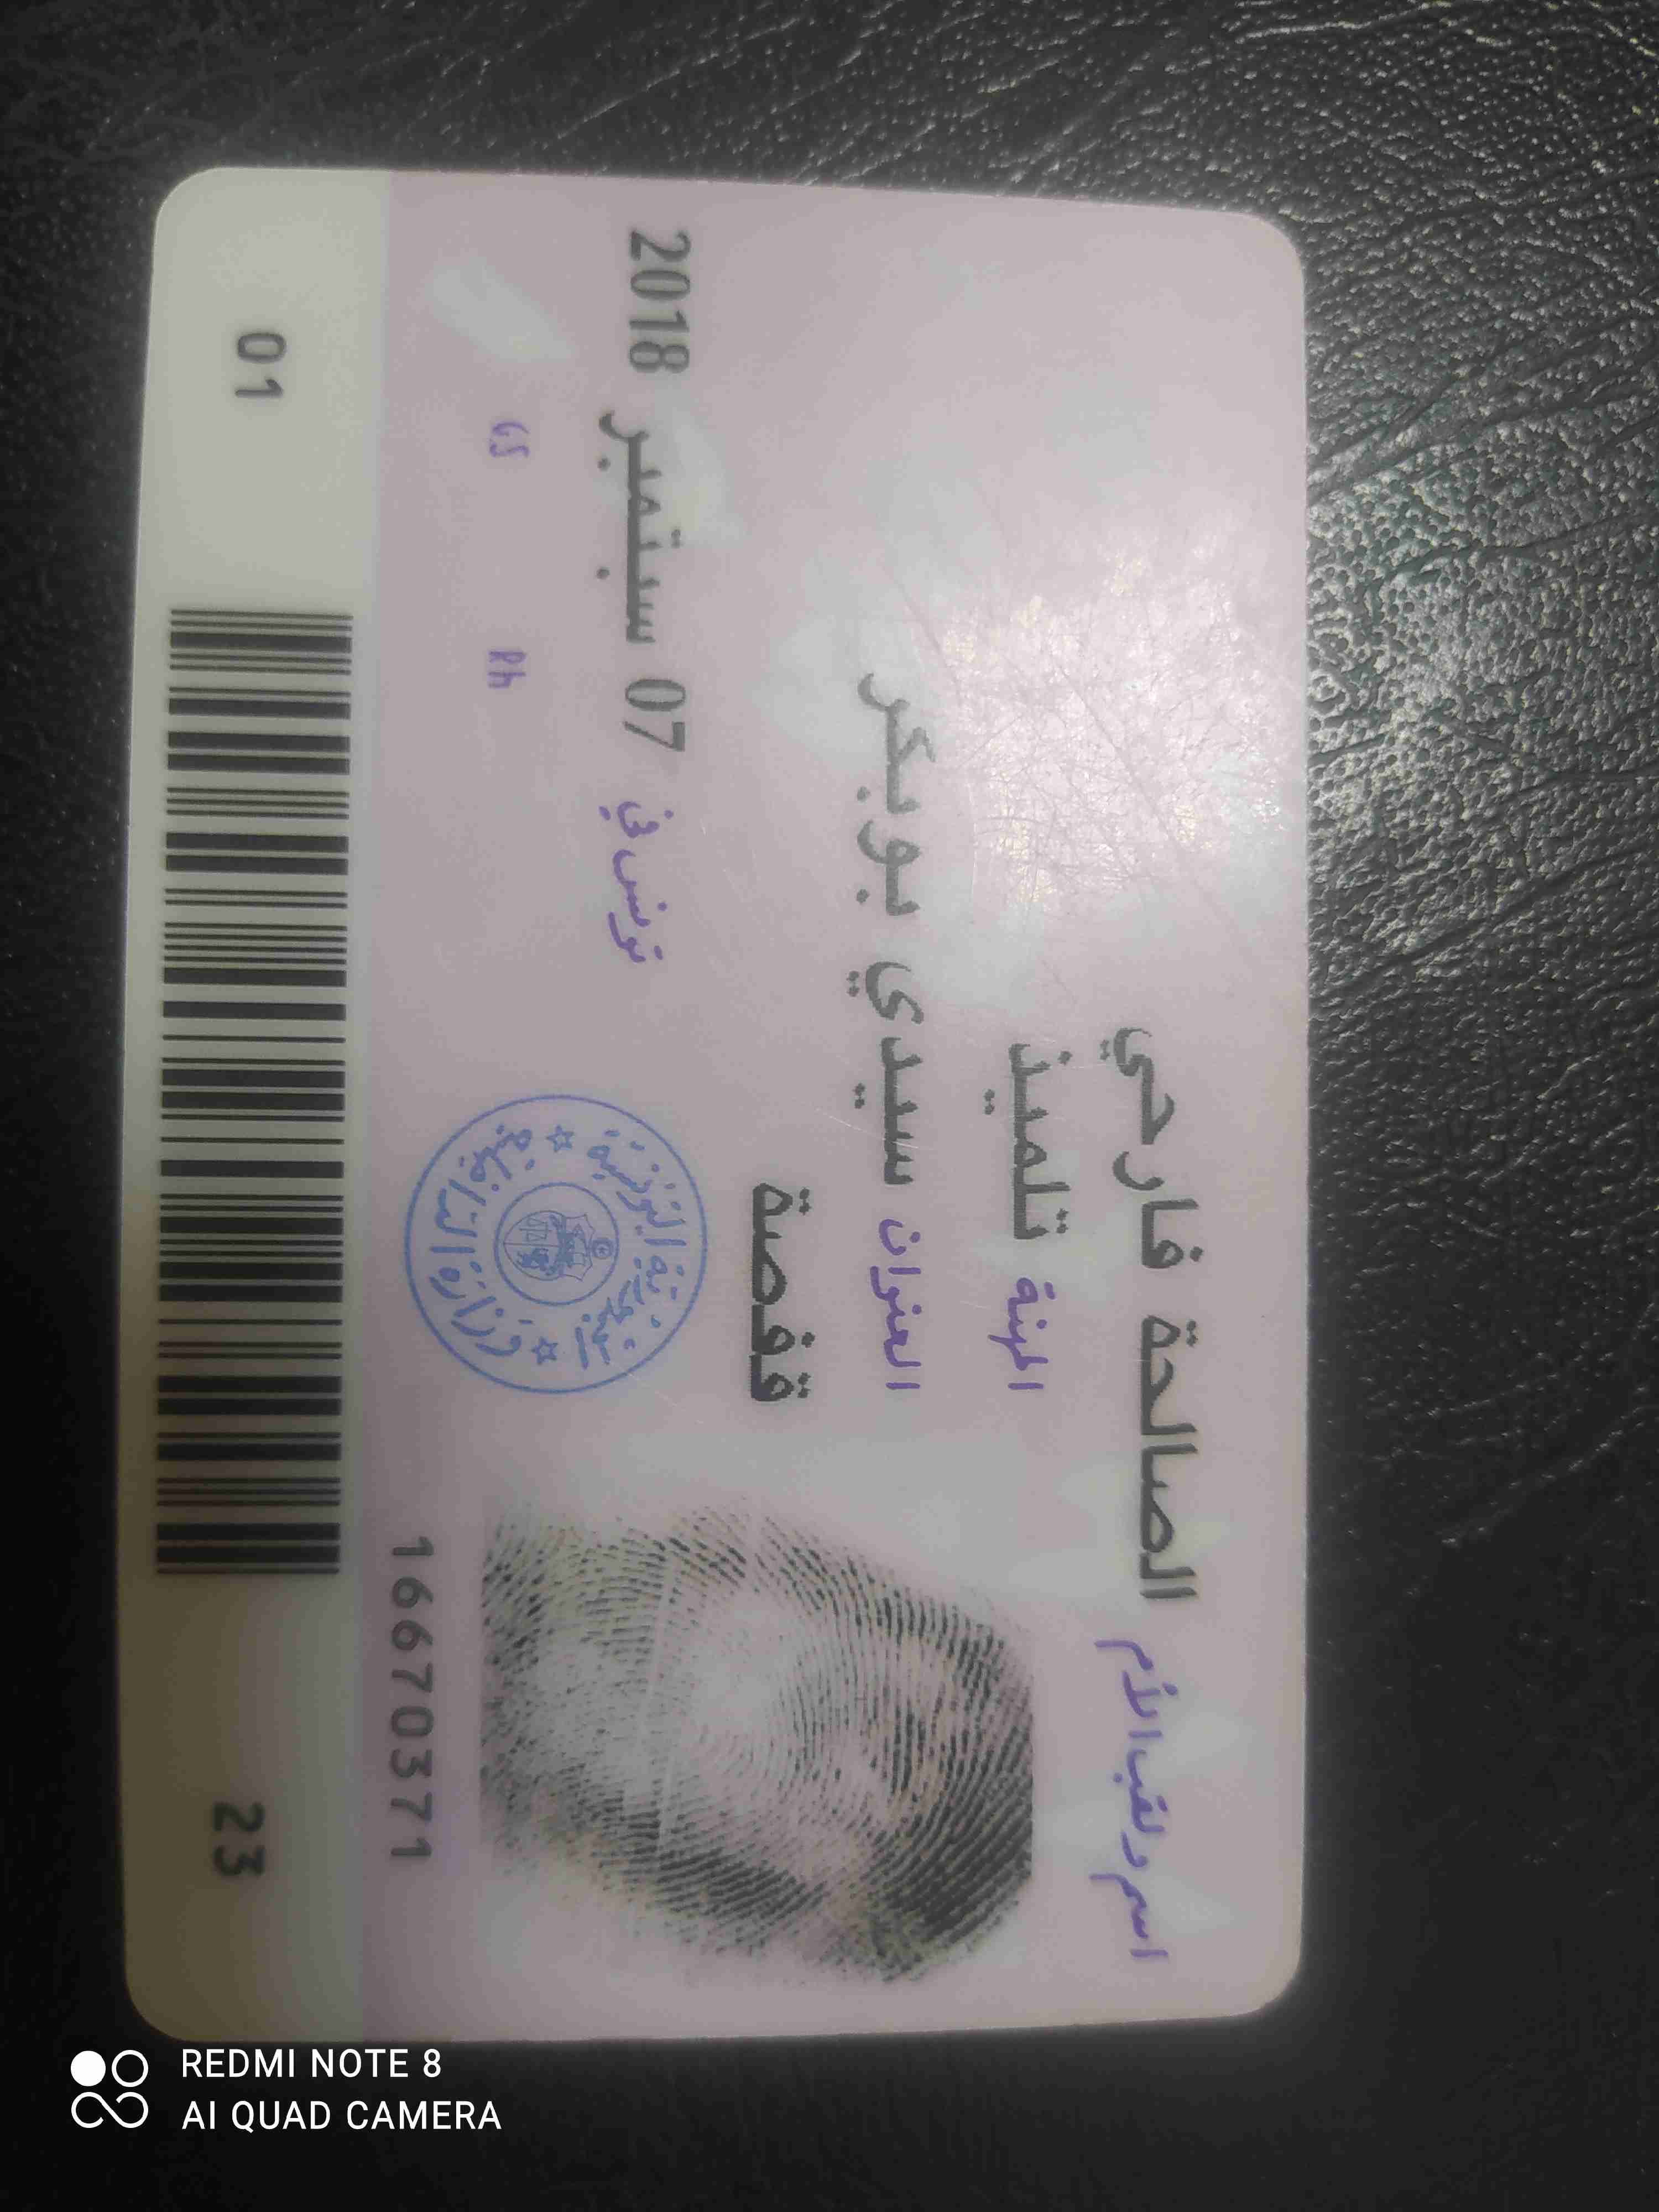 اسم ولقب الأم الصالحة فارحي
المهنة تلميذ
العنوان سيدي بوبكر
قفصة
تونس في 07 سبتمبر 2018
GS Rh
الجمهورية التونسية
وزارة الداخلية
16670371
01 23
REDMI NOTE 8
AI QUAD CAMERA